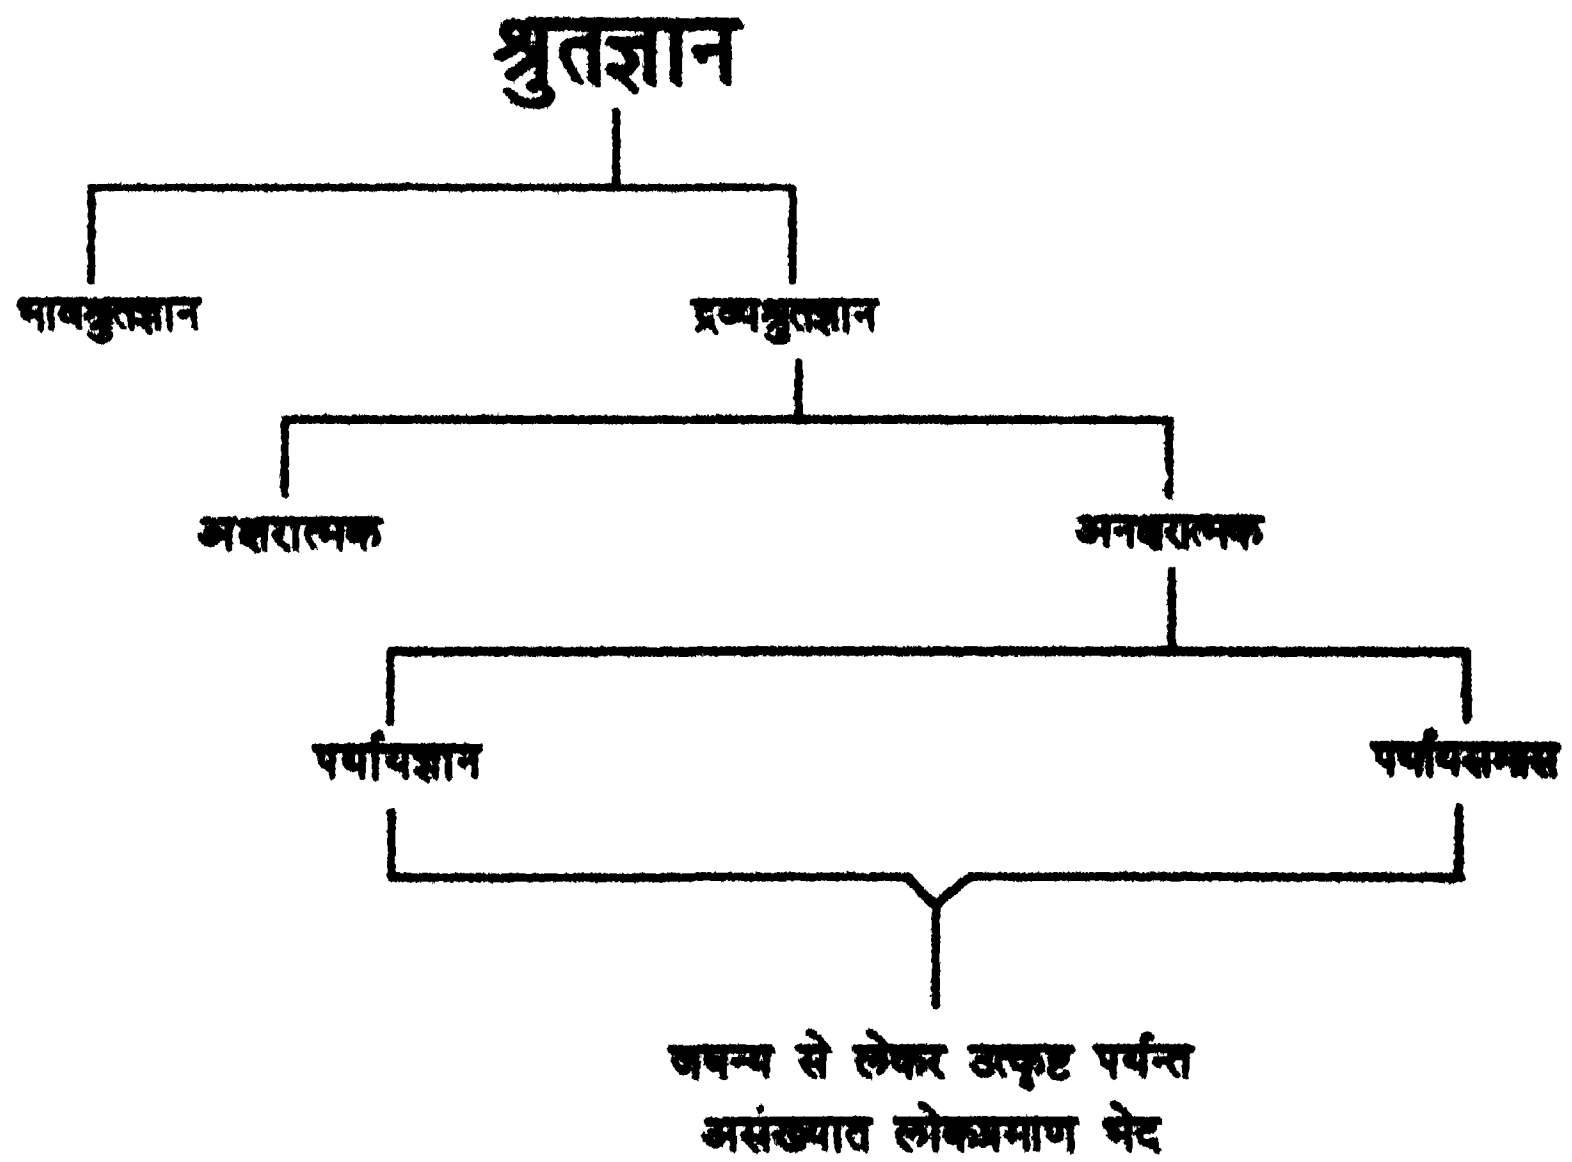 श्रुतज्ञान
भावश्रुतज्ञान द्रव्यश्रुतज्ञान
अक्षरात्मक अनक्षरात्मक
पर्यायज्ञान पर्यायसमास
जघन्य से लेकर उत्कृष्ट पर्यन्त
असंख्यात लोकप्रमाण भेद